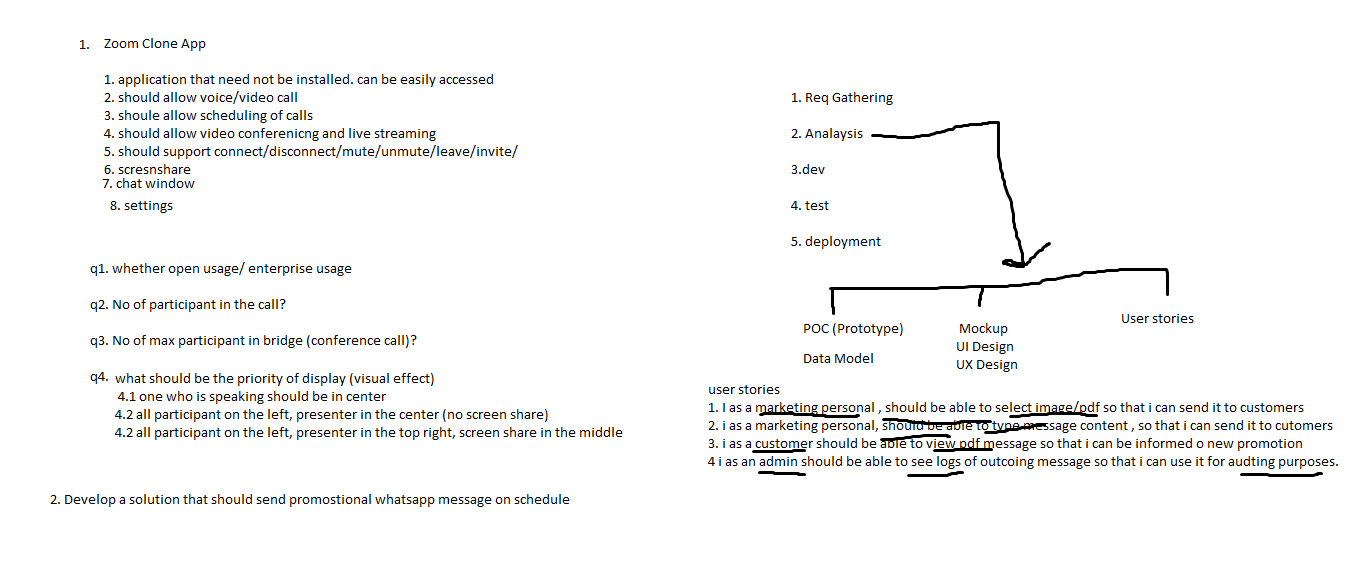 1. Zoom Clone App
1. application that need not be installed. can be easily accessed
2. should allow voice/video call
3. shoule allow scheduling of calls
4. should allow video conferenicng and live streaming
5. should support connect/disconnect/mute/unmute/leave/invite/
6. scresnshare
7. chat window
8. settings
q1. whether open usage/ enterprise usage
q2. No of participant in the call?
q3. No of max participant in bridge (conference call)?
q4. what should be the priority of display (visual effect)
4.1 one who is speaking should be in center
4.2 all participant on the left, presenter in the center (no screen share)
4.2 all participant on the left, presenter in the top right, screen share in the middle
2. Develop a solution that should send promostional whatsapp message on schedule
1. Req Gathering
2. Analaysis
3.dev
4. test
5. deployment
POC (Prototype)
Data Model
Mockup
UI Design
UX Design
User stories
user stories
1. I as a marketing personal , should be able to select image/pdf so that i can send it to customers
2. i as a marketing personal, should be able to type message content , so that i can send it to cutomers
3. i as a customer should be able to view pdf message so that i can be informed o new promotion
4 i as an admin should be able to see logs of outcoing message so that i can use it for audting purposes.